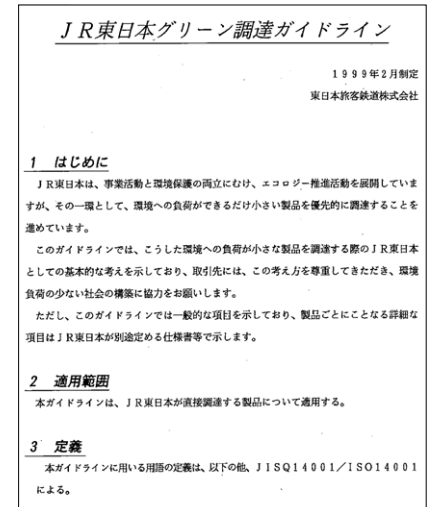 JR東日本グリーン調達ガイドライン
1999年2月制定
東日本旅客鉄道株式会社
1 はじめに
JR東日本は、事業活動と環境保護の両立にむけ、エコロジー推進活動を展開していま
すが、その一環として、環境への負荷ができるだけ小さい製品を優先的に調達することを
進めています。
このガイドラインでは、こうした環境への負荷が小さな製品を調達する際のJR東日本
としての基本的な考えを示しており、取引先には、この考え方を尊重してきただき、環境
負荷の少ない社会の構築に協力をお願いします。
ただし、このガイドラインでは一般的な項目を示しており、製品ごとにことなる詳細な
項目はJR東日本が別途定める仕様書等で示します。
2 適用範囲
本ガイドラインは、JR東日本が直接調達する製品について適用する。
3 定義
本ガイドラインに用いる用語の定義は、以下の他、JISQ14001/ISO14001
による。